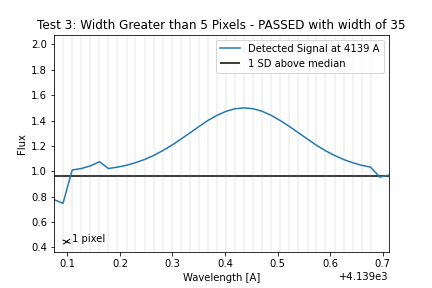 Test 3: Width Greater than 5 Pixels - PASSED with width of 35
Detected Signal at 4139 A
1 SD above median
Flux
2.0
1.8
1.6
1.4
1.2
1.0
0.8
0.6
0.4
1 pixel
0.1 0.2 0.3 0.4 0.5 0.6 0.7
Wavelength [A]
+4.139e3